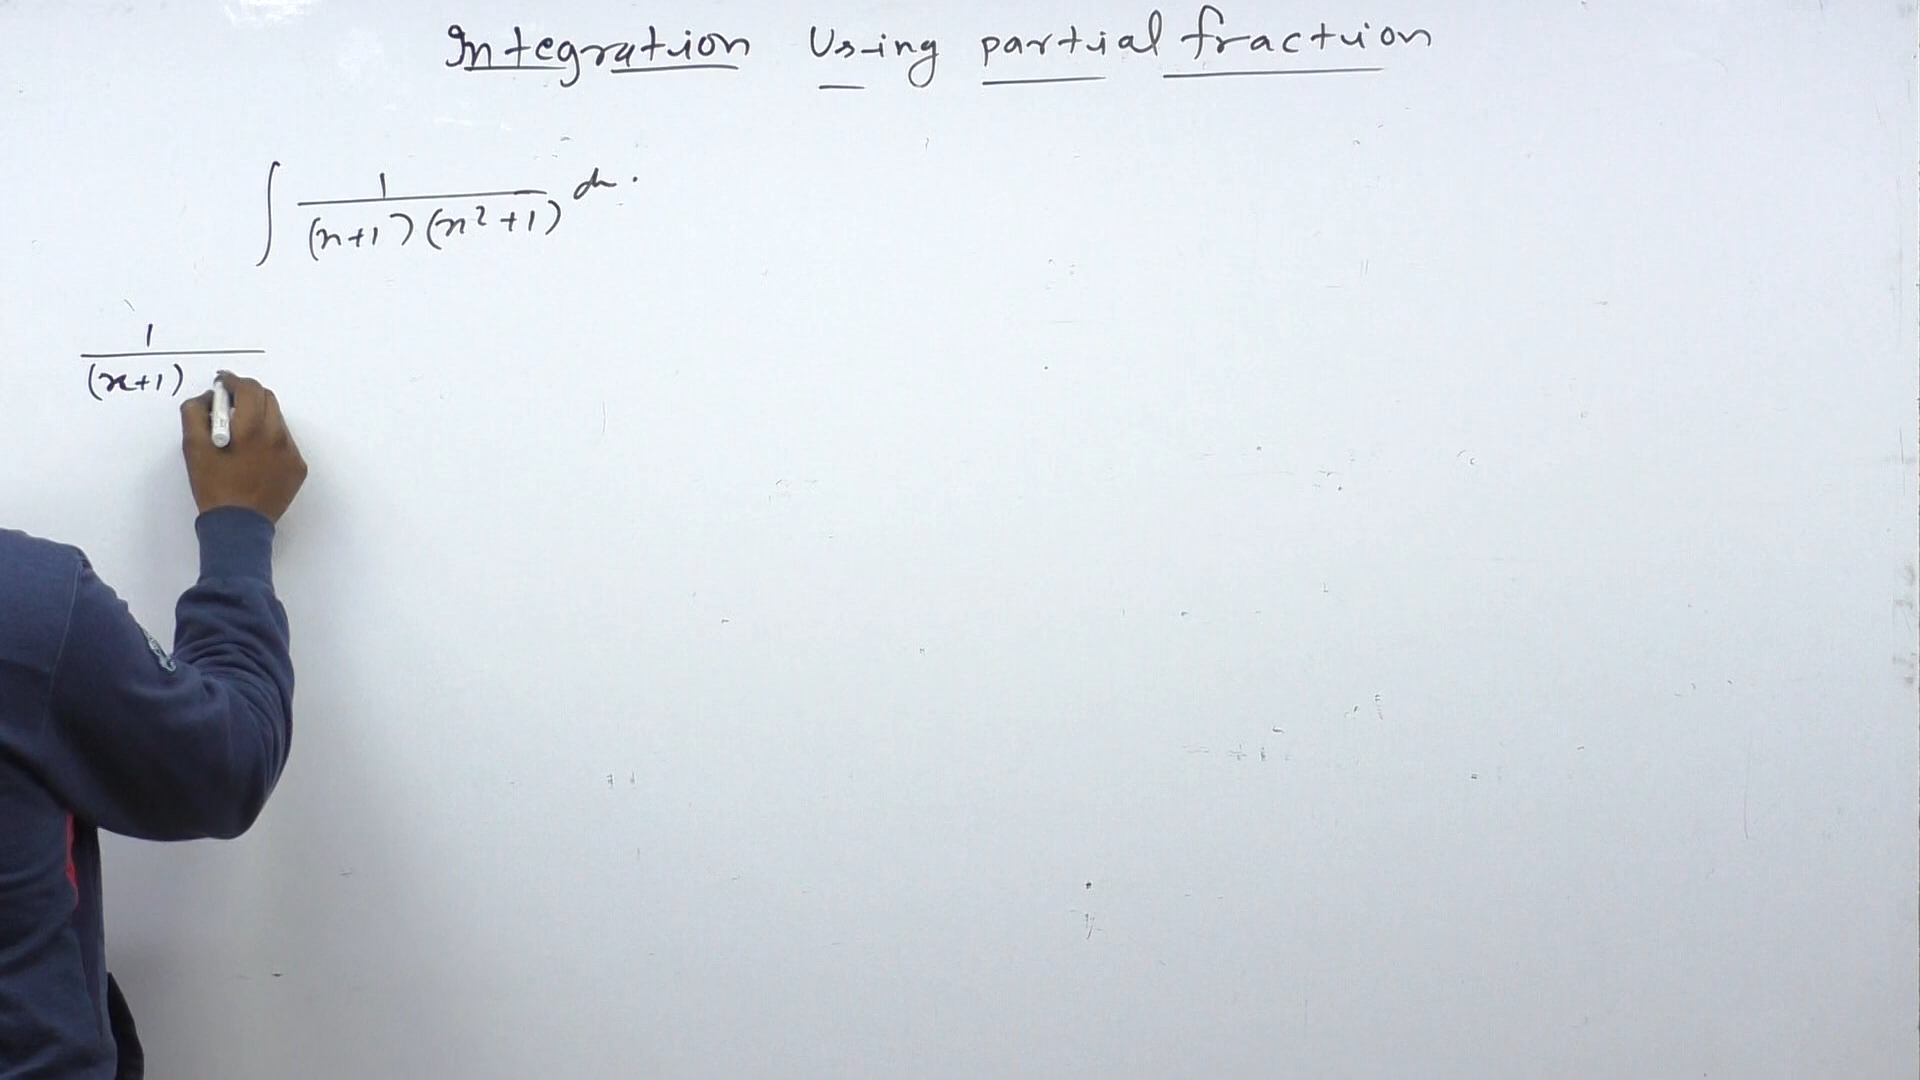 Integration Using partial fraction
∫ 1/((x+1)(x²+1)) dx.
1/(x+1)